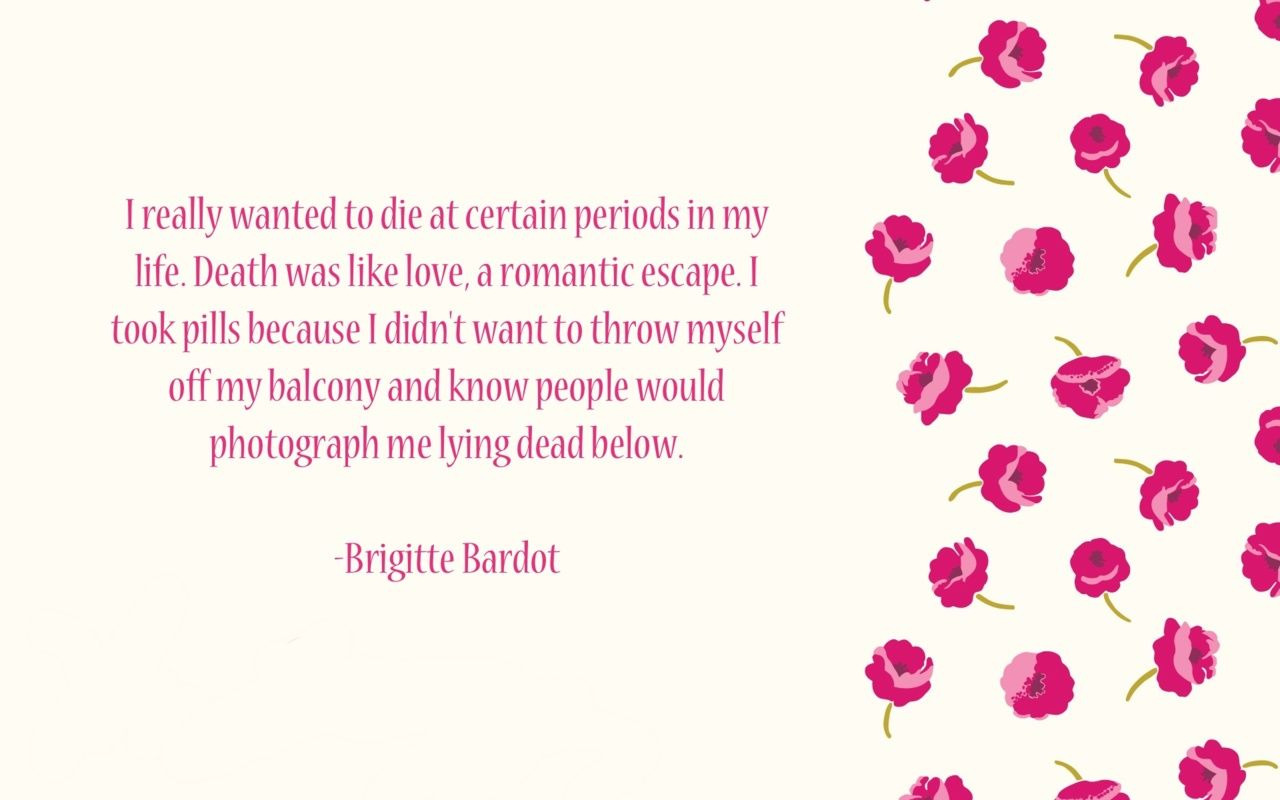 I really wanted to die at certain periods in my
life. Death was like love, a romantic escape. I
took pills because I didn't want to throw myself
off my balcony and know people would
photograph me lying dead below.
-Brigitte Bardot